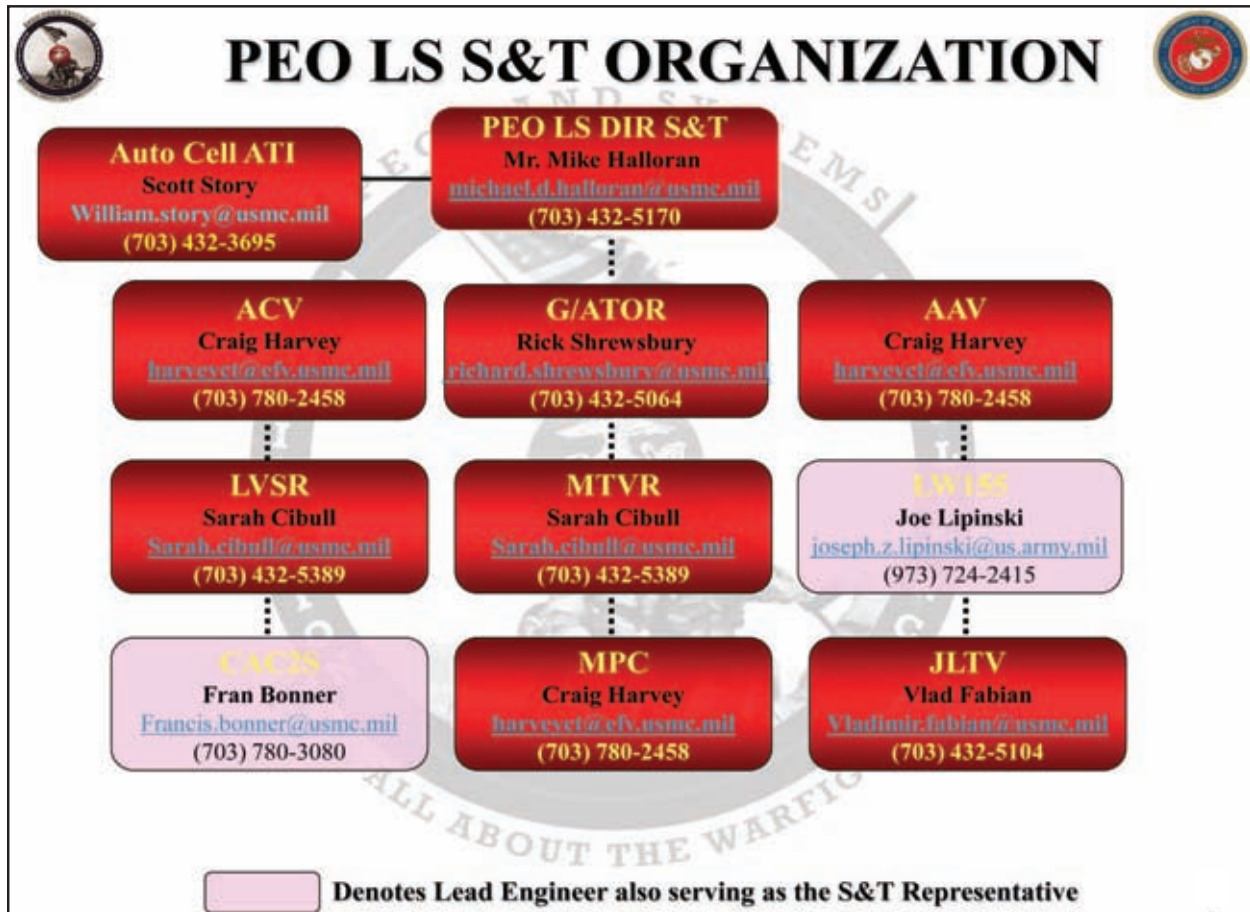 PEO LS S&T ORGANIZATION
Auto Cell ATI
Scott Story
William.story@usmc.mil
(703) 432-3695
PEO LS DIR S&T
Mr. Mike Halloran
michael.d.halloran@usmc.mil
(703) 432-5170
ACV
Craig Harvey
harveyct@efv.usmc.mil
(703) 780-2458
G/ATOR
Rick Shrewsbury
richard.shrewsbury@usmc.mil
(703) 432-5064
AAV
Craig Harvey
harveyct@efv.usmc.mil
(703) 780-2458
LVSR
Sarah Cibull
Sarah.cibull@usmc.mil
(703) 432-5389
MTVR
Sarah Cibull
Sarah.cibull@usmc.mil
(703) 432-5389
LW155
Joe Lipinski
joseph.z.lipinski@us.army.mil
(973) 724-2415
CAC2S
Fran Bonner
Francis.bonner@usmc.mil
(703) 780-3080
MPC
Craig Harvey
harveyct@efv.usmc.mil
(703) 780-2458
JLTV
Vlad Fabian
Vladimir.fabian@usmc.mil
(703) 432-5104
ALL ABOUT THE WARFIG
Denotes Lead Engineer also serving as the S&T Representative